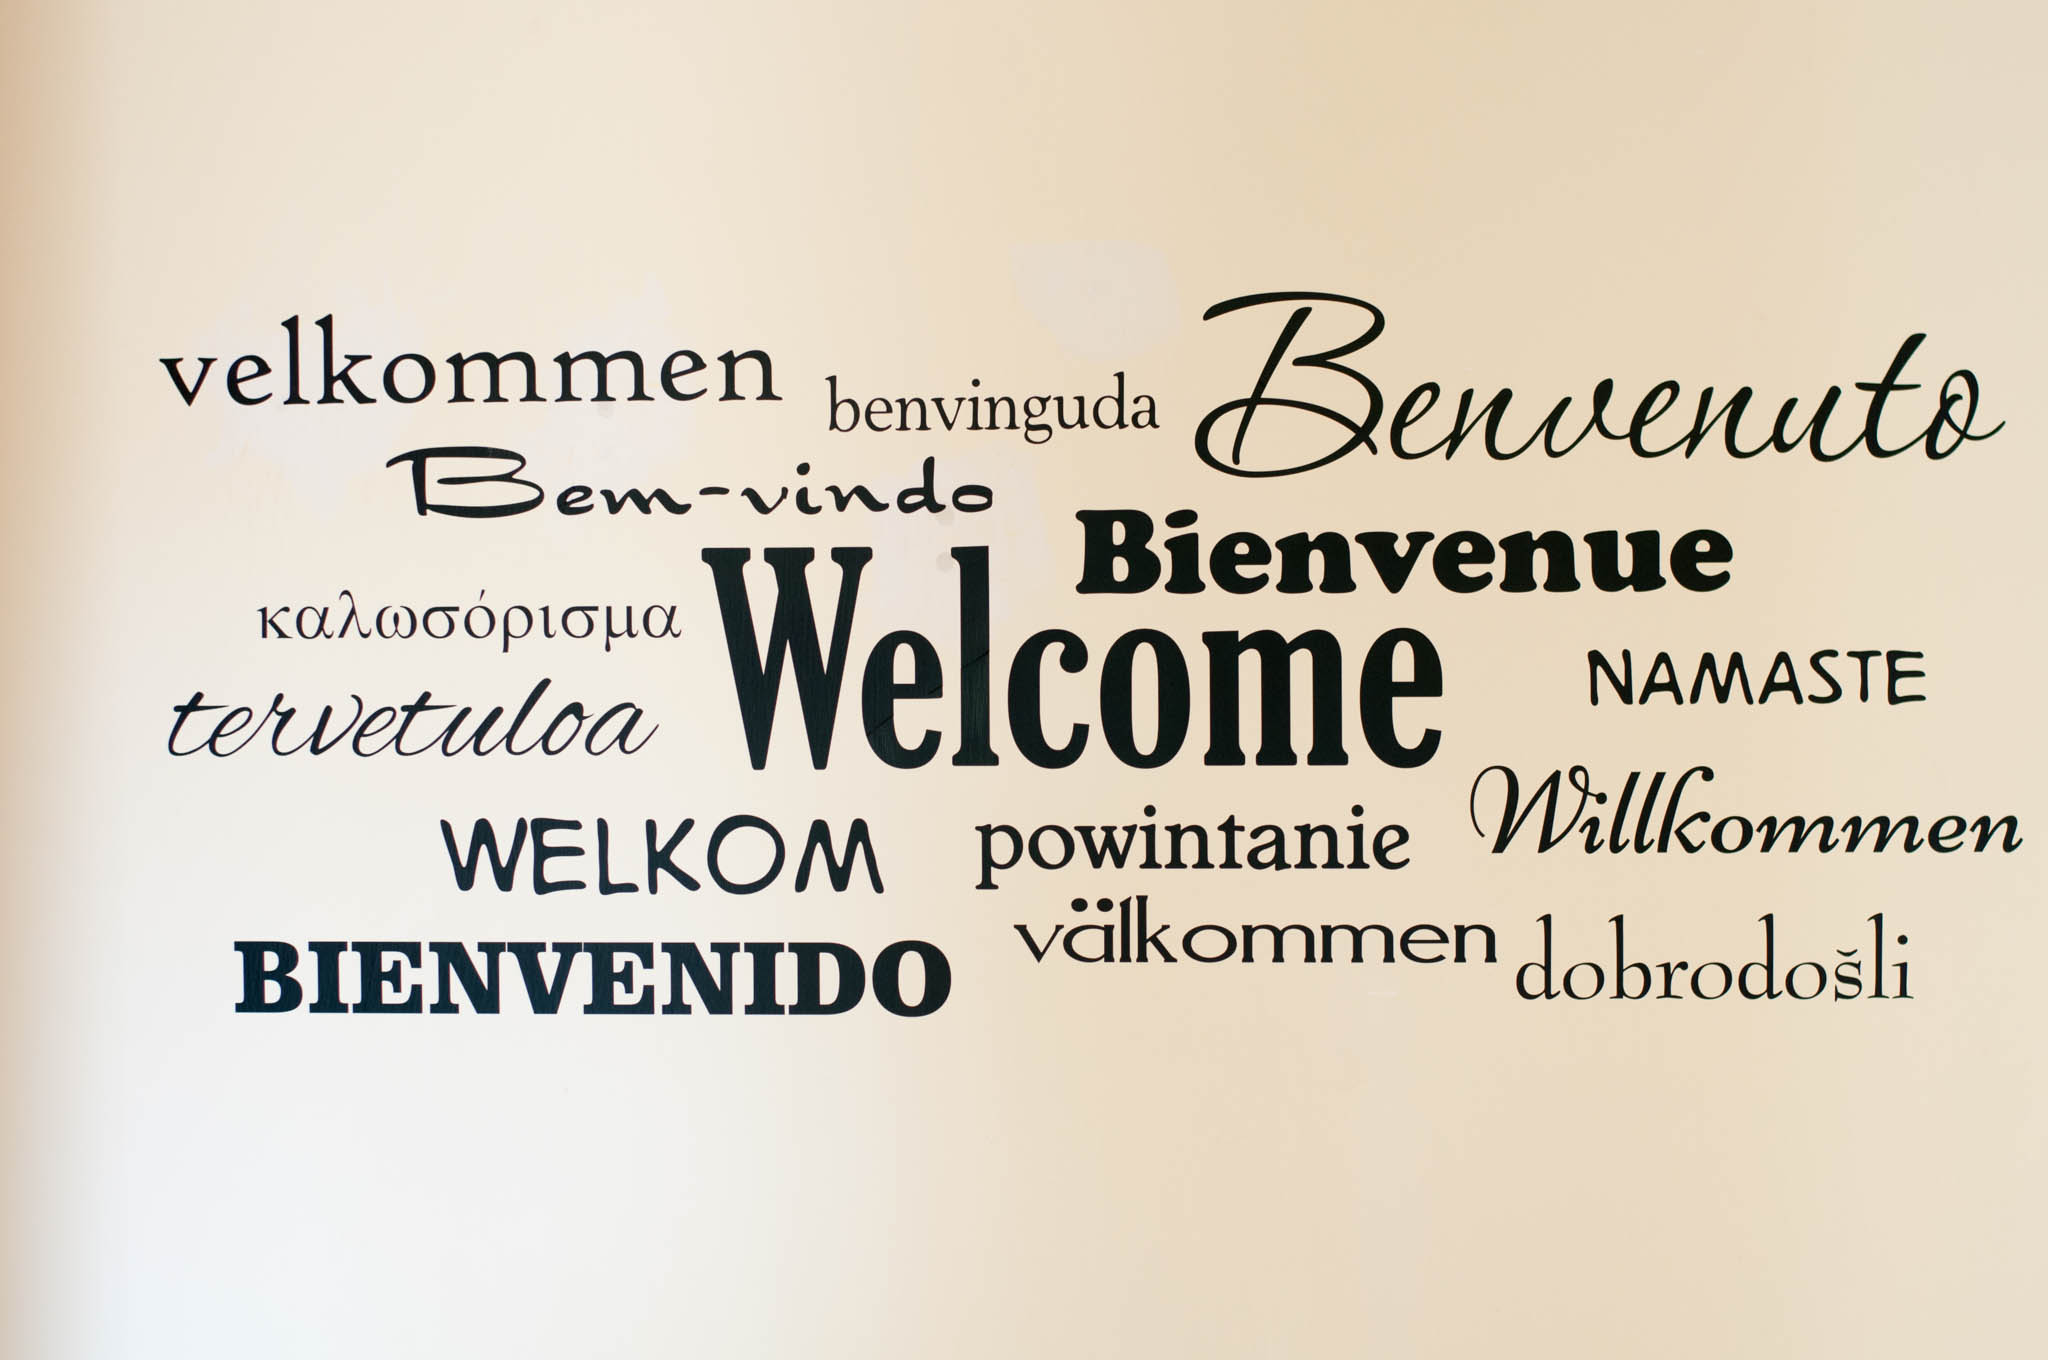 velkommen
benvinguda
Benvenuto
Bem-vindo
Bienvenue
καλωσόρισμα
Welcome
NAMASTE
tervetuloa
WELKOM
powintanie
Willkommen
välkommen
BIENVENIDO
dobrodošli